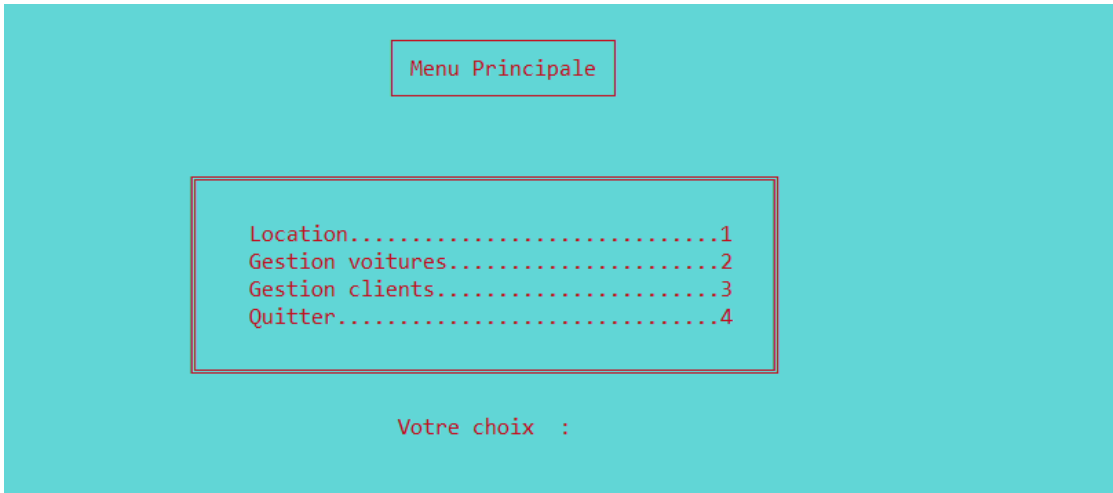 Menu Principale
Location..............................1
Gestion voitures......................2
Gestion clients.......................3
Quitter...............................4
Votre choix  :